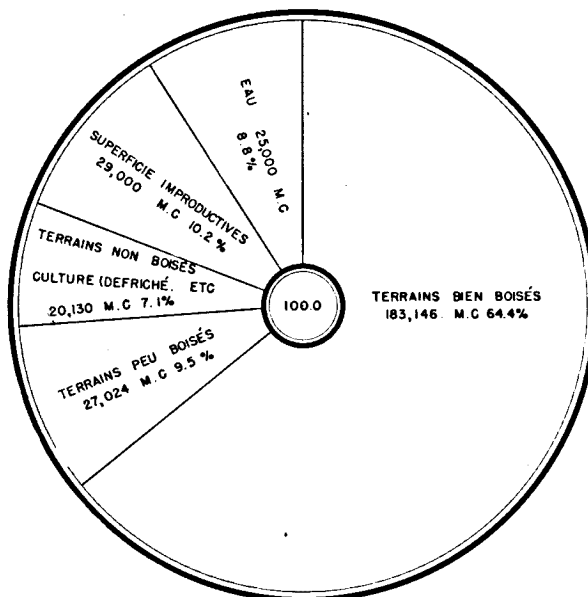 EAU 25,000 M.C
8.8%
SUPERFICIE IMPRODUCTIVES
29,000 M.C 10.2%
TERRAINS NON BOISÉS
CULTURE (DEFRICHÉ. ETC
20,130 M.C 7.1%
TERRAINS PEU BOISÉS
27,024 M.C 9.5%
100.0
TERRAINS BIEN BOISÉS
183,146. M.C 64.4%